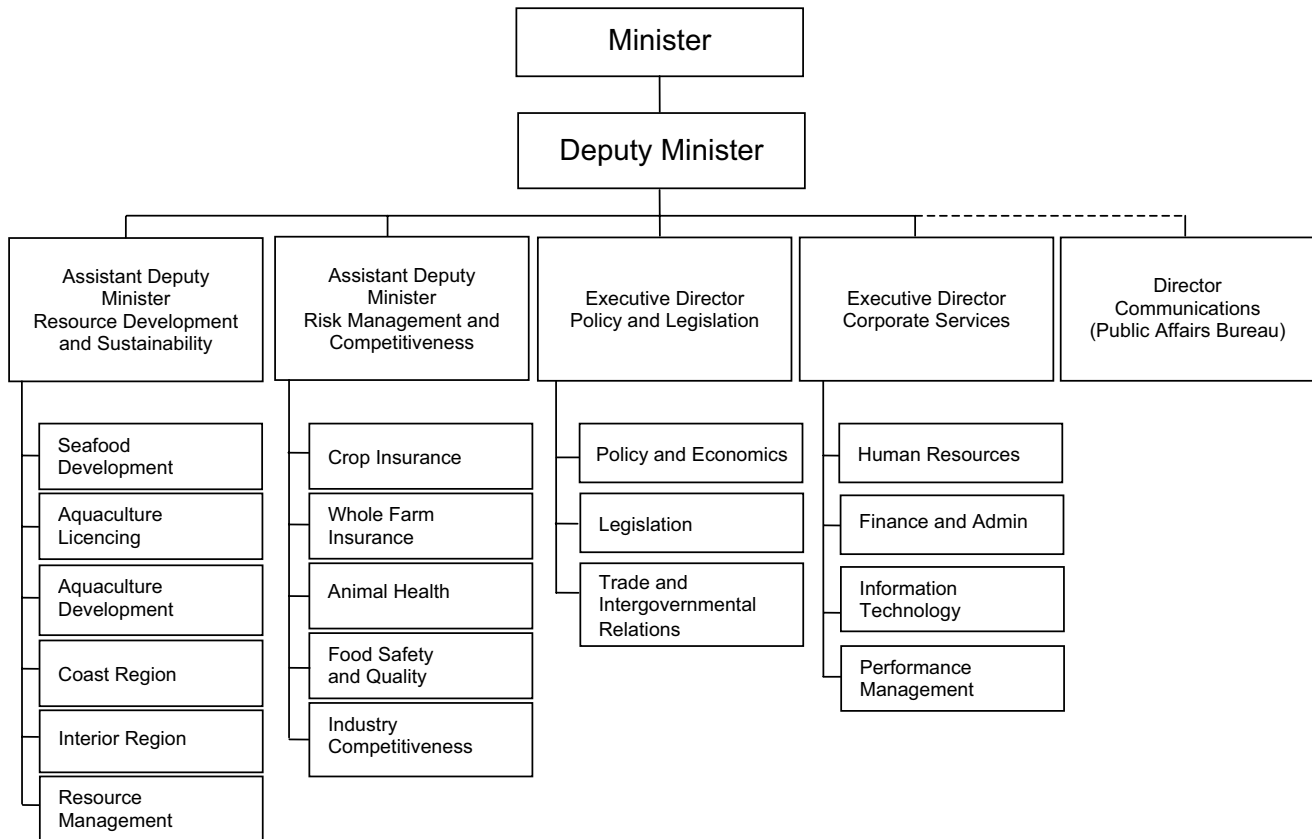 Minister
Deputy Minister
Assistant Deputy
Minister
Resource Development
and Sustainability
Assistant Deputy
Minister
Risk Management and
Competitiveness
Executive Director
Policy and Legislation
Executive Director
Corporate Services
Director
Communications
(Public Affairs Bureau)
Seafood
Development
Aquaculture
Licencing
Aquaculture
Development
Coast Region
Interior Region
Resource
Management
Crop Insurance
Whole Farm
Insurance
Animal Health
Food Safety
and Quality
Industry
Competitiveness
Policy and Economics
Legislation
Trade and
Intergovernmental
Relations
Human Resources
Finance and Admin
Information
Technology
Performance
Management